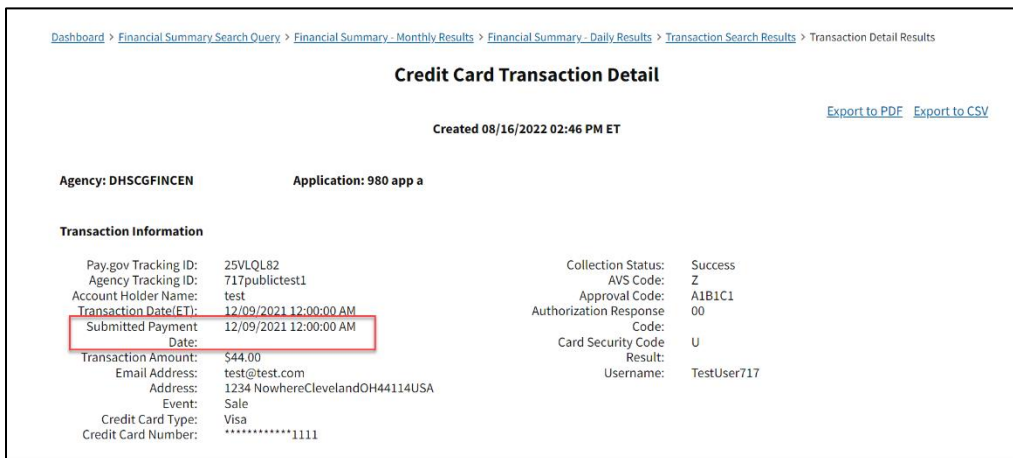 Dashboard > Financial Summary Search Query > Financial Summary - Monthly Results > Financial Summary - Daily Results > Transaction Search Results > Transaction Detail Results
Credit Card Transaction Detail
Export to PDF Export to CSV
Created 08/16/2022 02:46 PM ET
Agency: DHSCGFINCEN Application: 980 app a
Transaction Information
Pay.gov Tracking ID: 25VLQL82 Collection Status: Success
Agency Tracking ID: 717publictest1 AVS Code: Z
Account Holder Name: test Approval Code: A1B1C1
Transaction Date(ET): 12/09/2021 12:00:00 AM Authorization Response 00
Submitted Payment 12/09/2021 12:00:00 AM Code:
Date: Card Security Code U
Transaction Amount: $44.00 Result:
Email Address: test@test.com Username: TestUser717
Address: 1234 NowhereClevelandOH44114USA
Event: Sale
Credit Card Type: Visa
Credit Card Number: ************1111